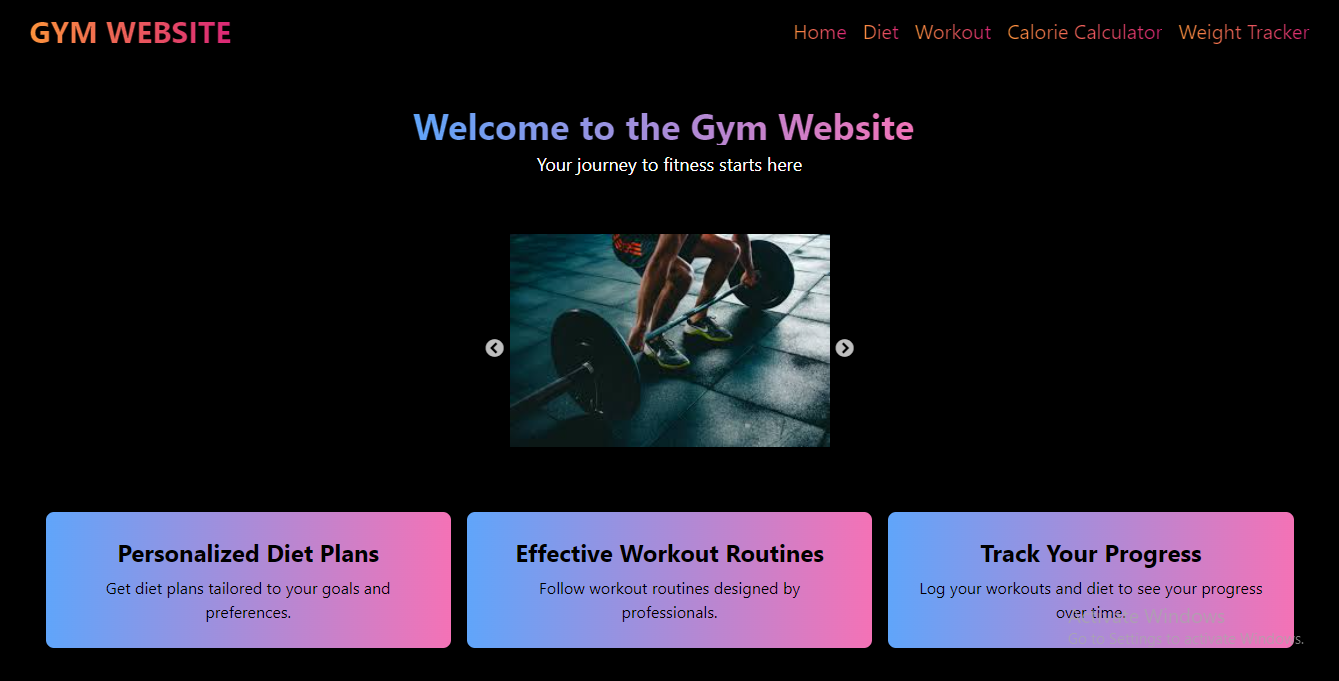 GYM WEBSITE
Home Diet Workout Calorie Calculator Weight Tracker
Welcome to the Gym Website
Your journey to fitness starts here
Personalized Diet Plans
Get diet plans tailored to your goals and
preferences.
Effective Workout Routines
Follow workout routines designed by
professionals.
Track Your Progress
Log your workouts and diet to see your progress
over time.
Activate Windows
Go to Settings to activate Windows.